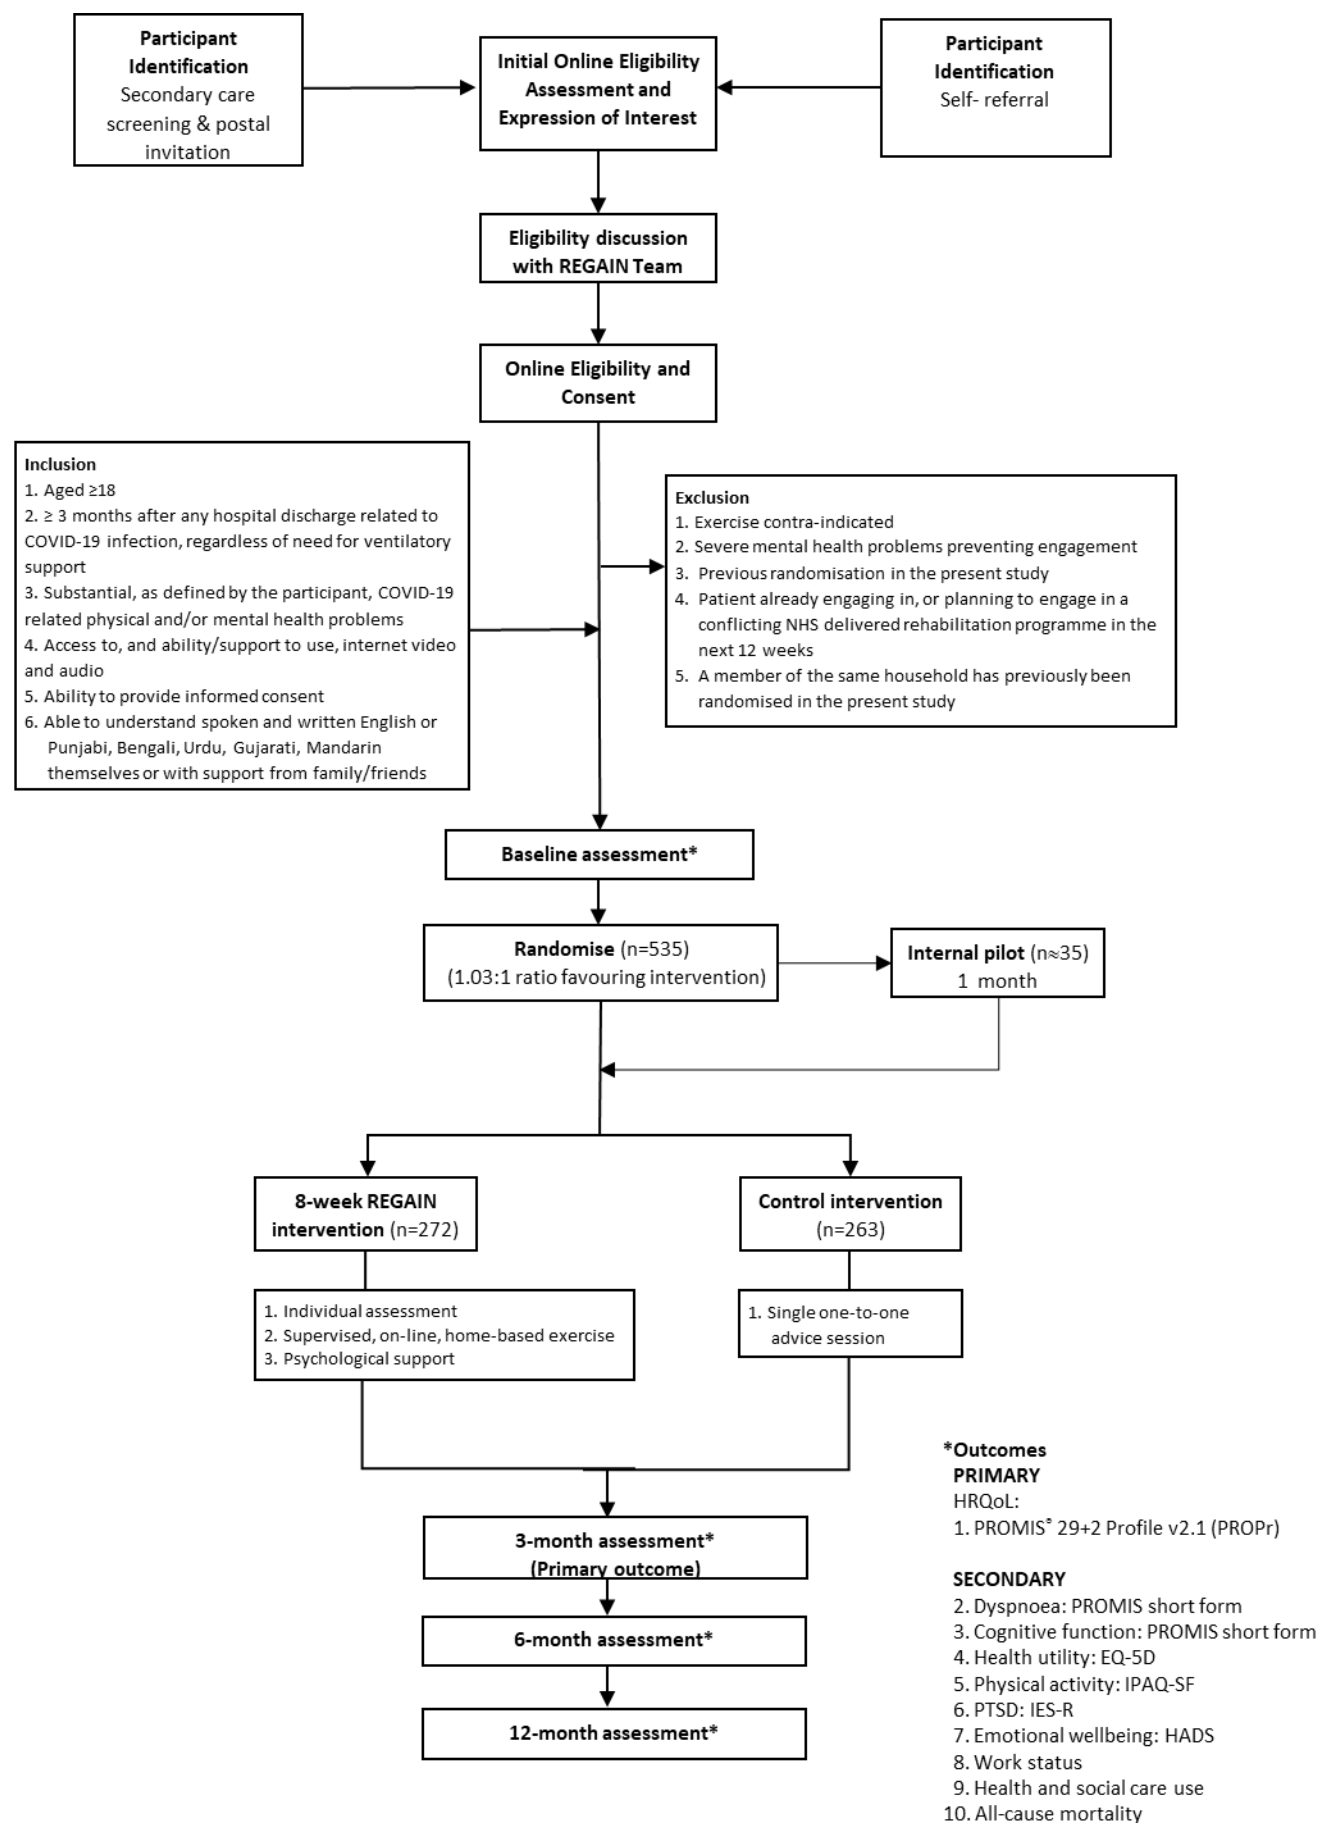 Participant
Identification
Secondary care
screening & postal
invitation
Initial Online Eligibility
Assessment and
Expression of Interest
Participant
Identification
Self- referral
Eligibility discussion
with REGAIN Team
Online Eligibility and
Consent
Inclusion
1. Aged ≥18
2. ≥ 3 months after any hospital discharge related to
COVID-19 infection, regardless of need for ventilatory
support
3. Substantial, as defined by the participant, COVID-19
related physical and/or mental health problems
4. Access to, and ability/support to use, internet video
and audio
5. Ability to provide informed consent
6. Able to understand spoken and written English or
Punjabi, Bengali, Urdu, Gujarati, Mandarin
themselves or with support from family/friends
Exclusion
1. Exercise contra-indicated
2. Severe mental health problems preventing engagement
3. Previous randomisation in the present study
4. Patient already engaging in, or planning to engage in a
conflicting NHS delivered rehabilitation programme in the
next 12 weeks
5. A member of the same household has previously been
randomised in the present study
Baseline assessment*
Randomise (n=535)
(1.03:1 ratio favouring intervention)
Internal pilot (n≈35)
1 month
8-week REGAIN
intervention (n=272)
Control intervention
(n=263)
1. Individual assessment
2. Supervised, on-line, home-based exercise
3. Psychological support
1. Single one-to-one
advice session
3-month assessment*
(Primary outcome)
6-month assessment*
12-month assessment*
*Outcomes
PRIMARY
HRQoL:
1. PROMIS® 29+2 Profile v2.1 (PROPr)
SECONDARY
2. Dyspnoea: PROMIS short form
3. Cognitive function: PROMIS short form
4. Health utility: EQ-5D
5. Physical activity: IPAQ-SF
6. PTSD: IES-R
7. Emotional wellbeing: HADS
8. Work status
9. Health and social care use
10. All-cause mortality